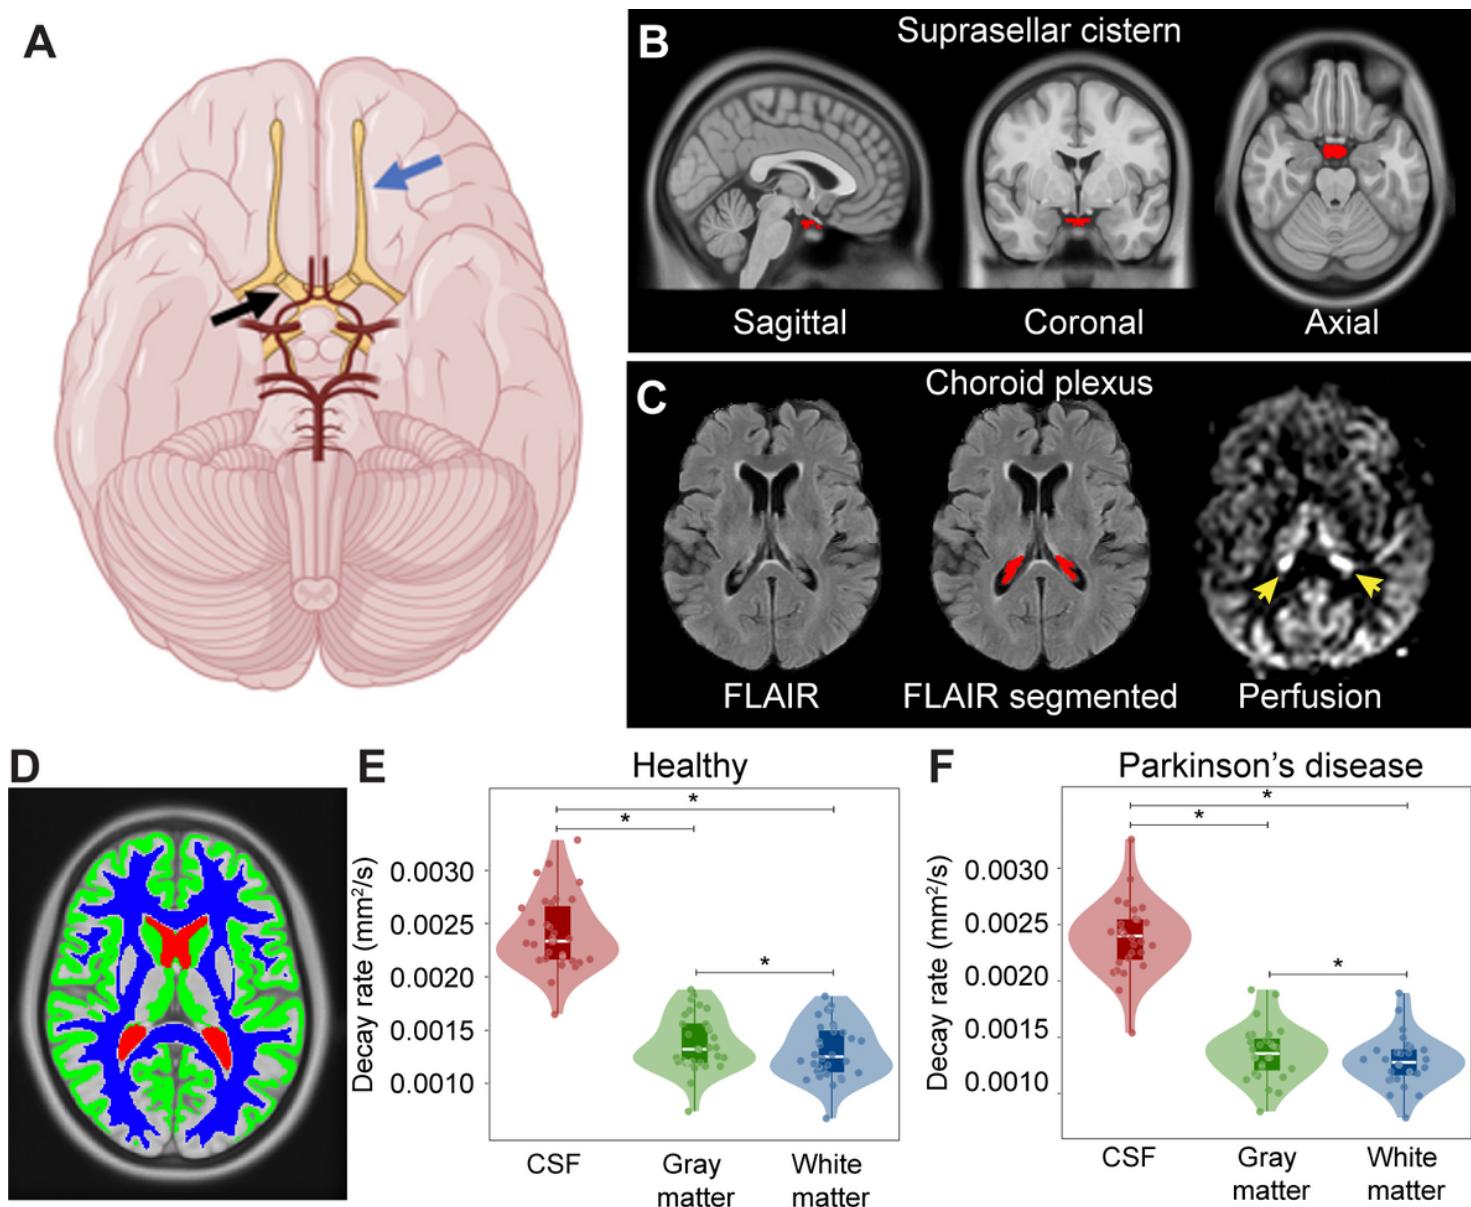 A
B
Suprasellar cistern
Sagittal
Coronal
Axial
C
Choroid plexus
FLAIR
FLAIR segmented
Perfusion
D
E
Healthy
Decay rate (mm²/s)
0.0030
0.0025
0.0020
0.0015
0.0010
*
*
*
CSF
Gray
matter
White
matter
F
Parkinson's disease
Decay rate (mm²/s)
0.0030
0.0025
0.0020
0.0015
0.0010
*
*
*
CSF
Gray
matter
White
matter